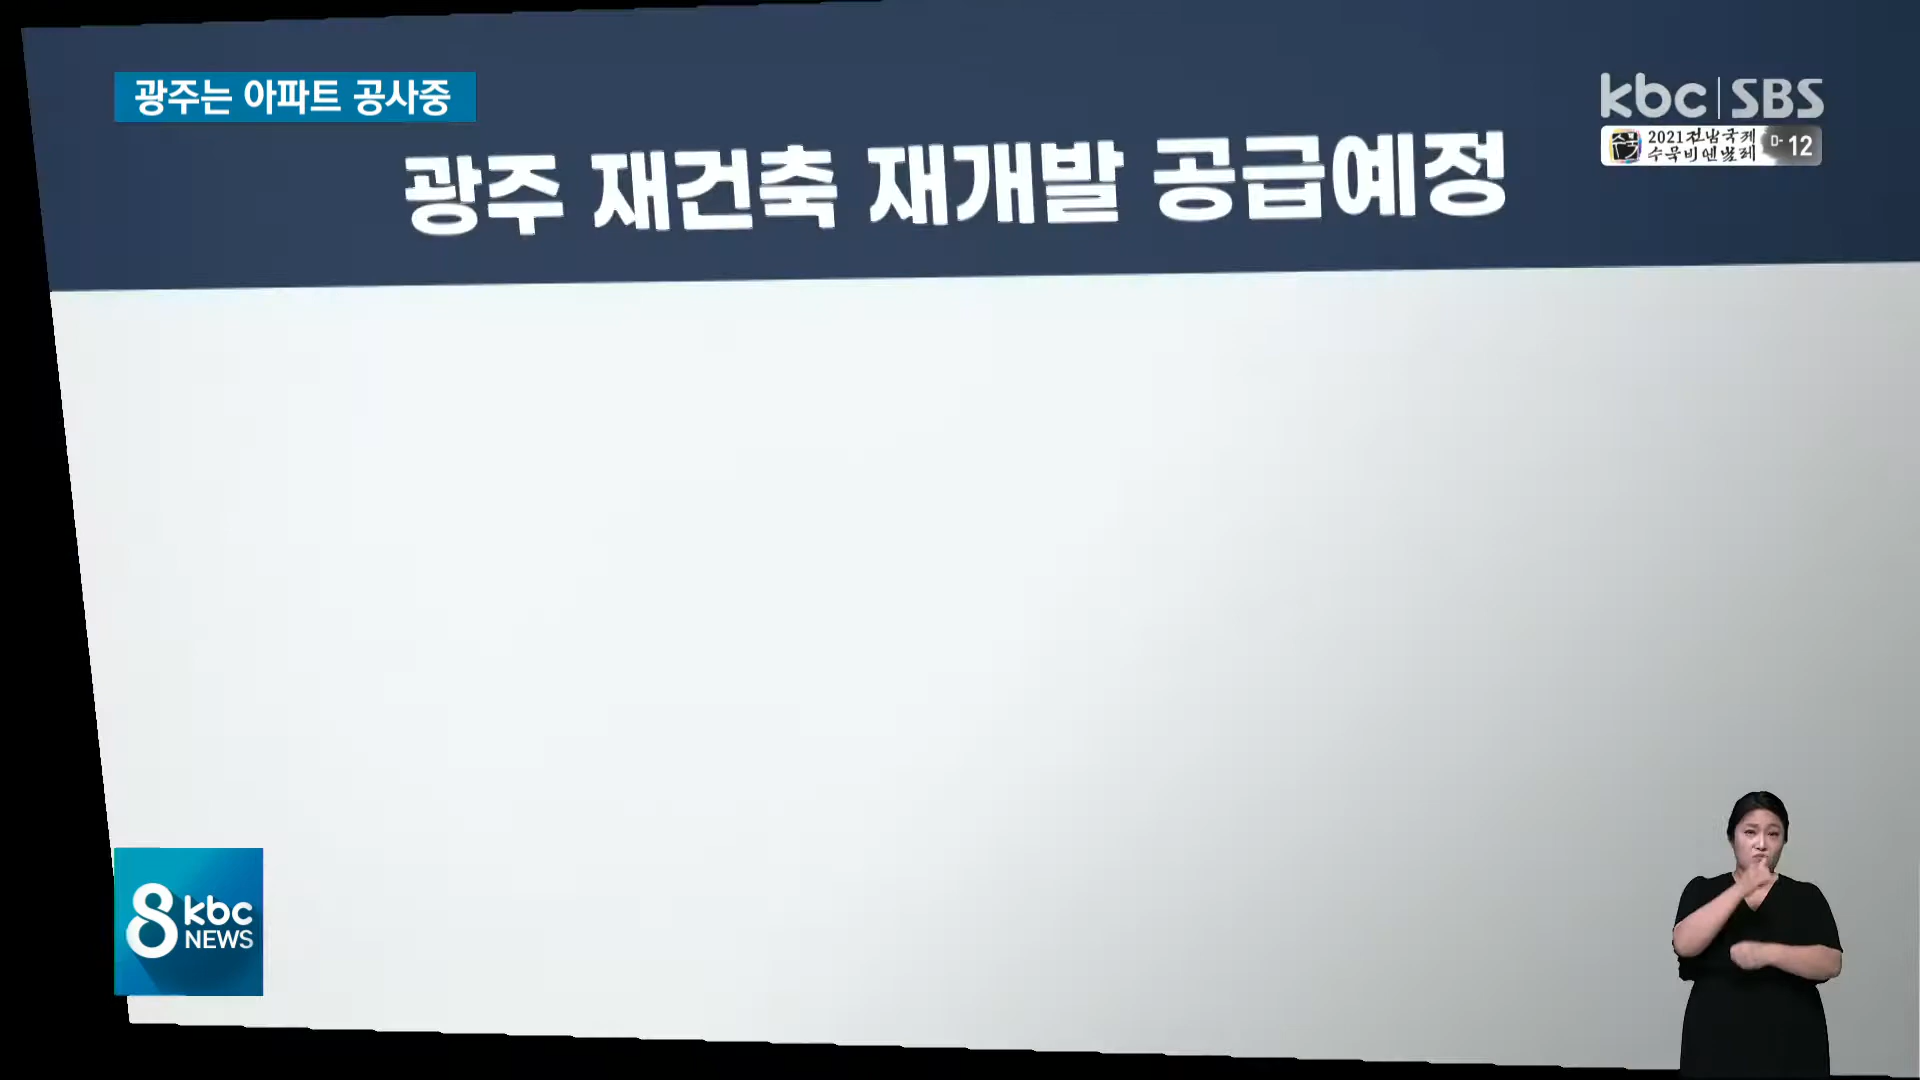 광주는 아파트 공사중
kbc SBS
2021전남국제
수묵비엔날레
D- 12
광주 재건축 재개발 공급예정
8 kbc
NEWS